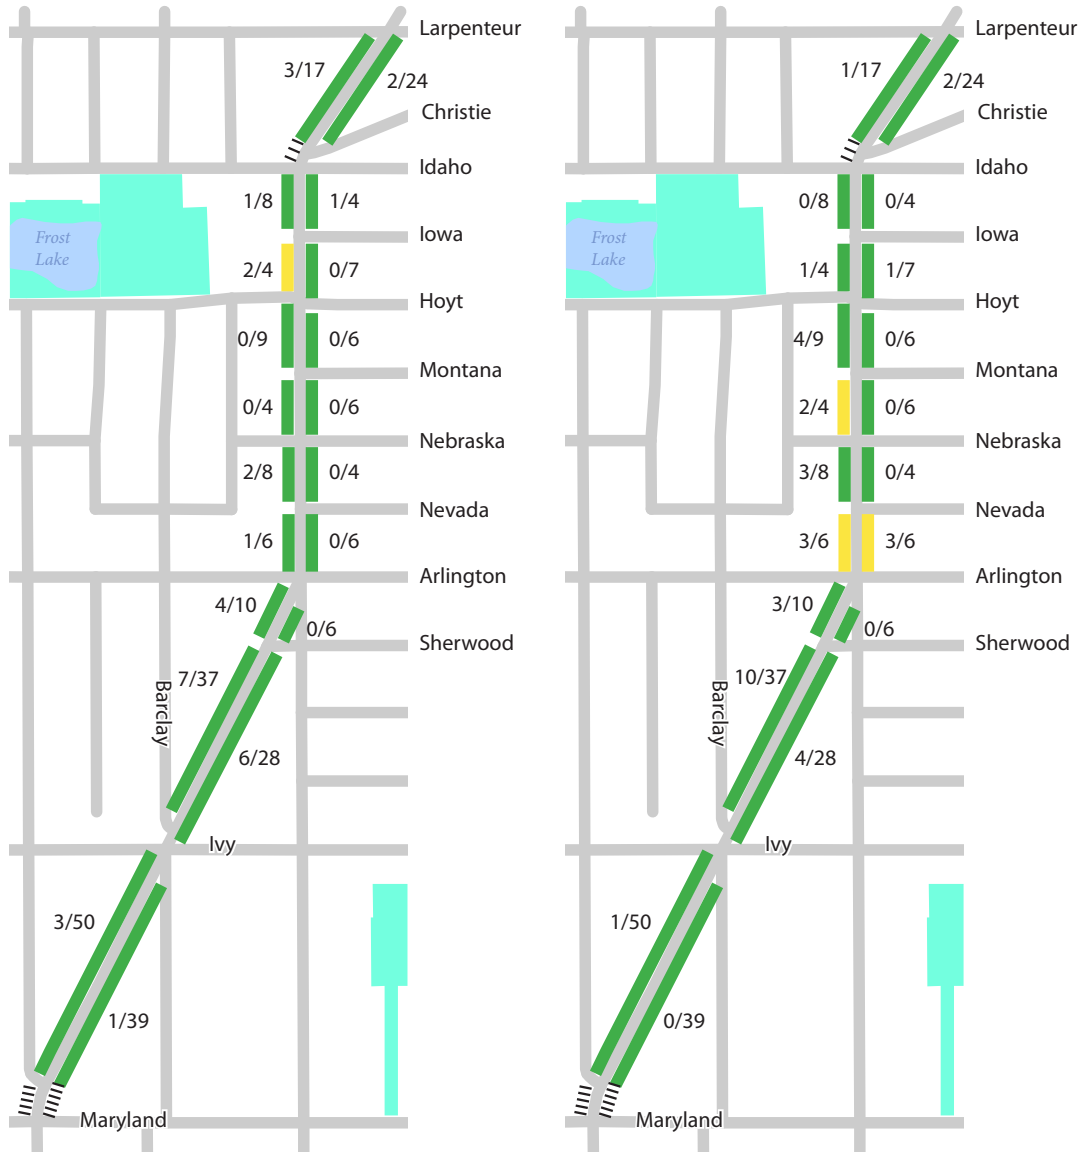 Larpenteur
3/17
2/24
Christie
Idaho
1/8
1/4
Iowa
Frost
Lake
2/4
0/7
Hoyt
0/9
0/6
Montana
0/4
0/6
Nebraska
2/8
0/4
Nevada
1/6
0/6
Arlington
4/10
0/6
Sherwood
7/37
Barclay
6/28
Ivy
3/50
1/39
Maryland
Larpenteur
1/17
2/24
Christie
Idaho
0/8
0/4
Iowa
Frost
Lake
1/4
1/7
Hoyt
4/9
0/6
Montana
2/4
0/6
Nebraska
3/8
0/4
Nevada
3/6
3/6
Arlington
3/10
0/6
Sherwood
10/37
Barclay
4/28
Ivy
1/50
0/39
Maryland